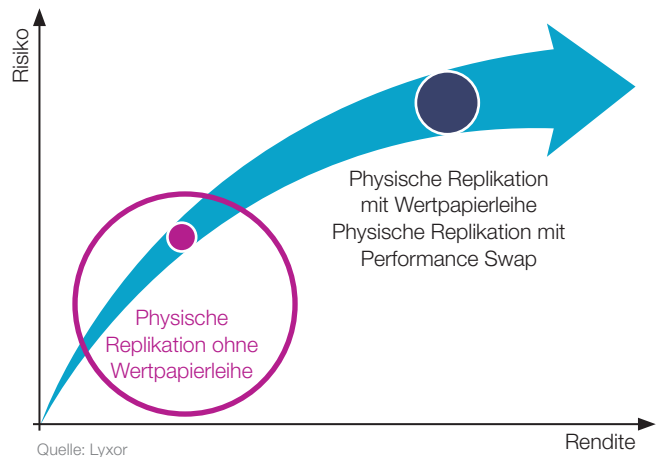 Risiko
Physische Replikation
mit Wertpapierleihe
Physische Replikation mit
Performance Swap
Physische
Replikation ohne
Wertpapierleihe
Quelle: Lyxor
Rendite